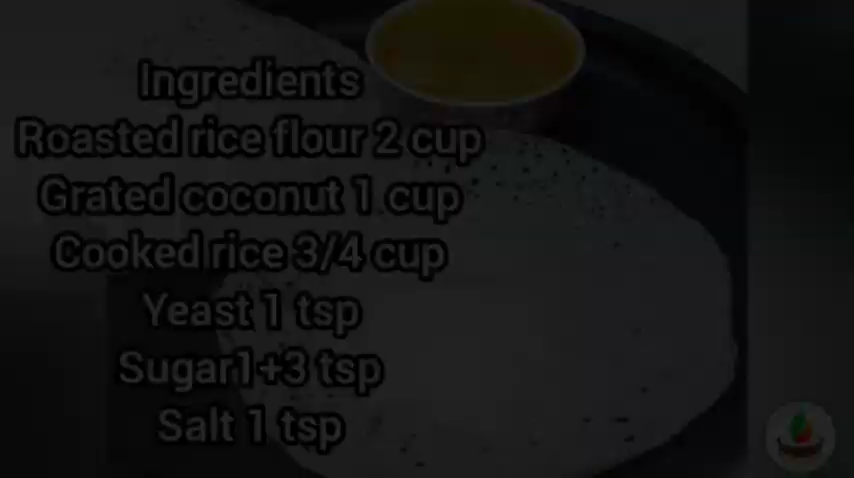 Ingredients
Roasted rice flour 2 cup
Grated coconut 1 cup
Cooked rice 3/4 cup
Yeast 1 tsp
Sugar1+3 tsp
Salt 1 tsp